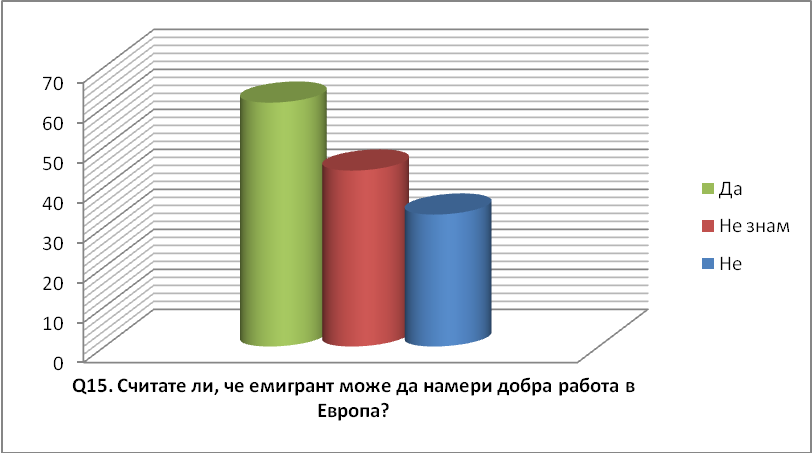 70
60
50
40
30
20
10
0
Да
Не знам
Не
Q15. Считате ли, че емигрант може да намери добра работа в
Европа?